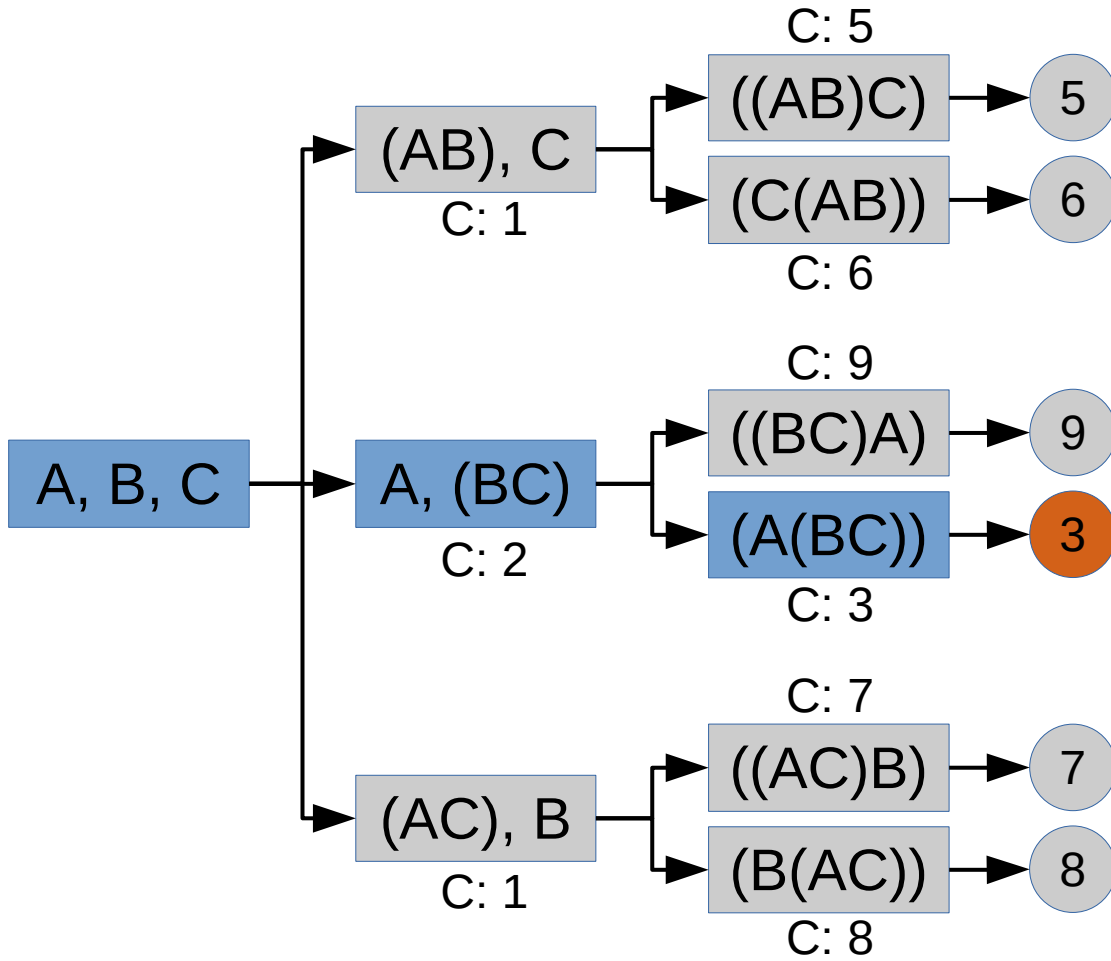 C: 5
((AB)C)
5
(AB), C
C: 1
(C(AB))
6
C: 6
C: 9
((BC)A)
9
A, B, C
A, (BC)
C: 2
(A(BC))
3
C: 3
C: 7
((AC)B)
7
(AC), B
C: 1
(B(AC))
8
C: 8